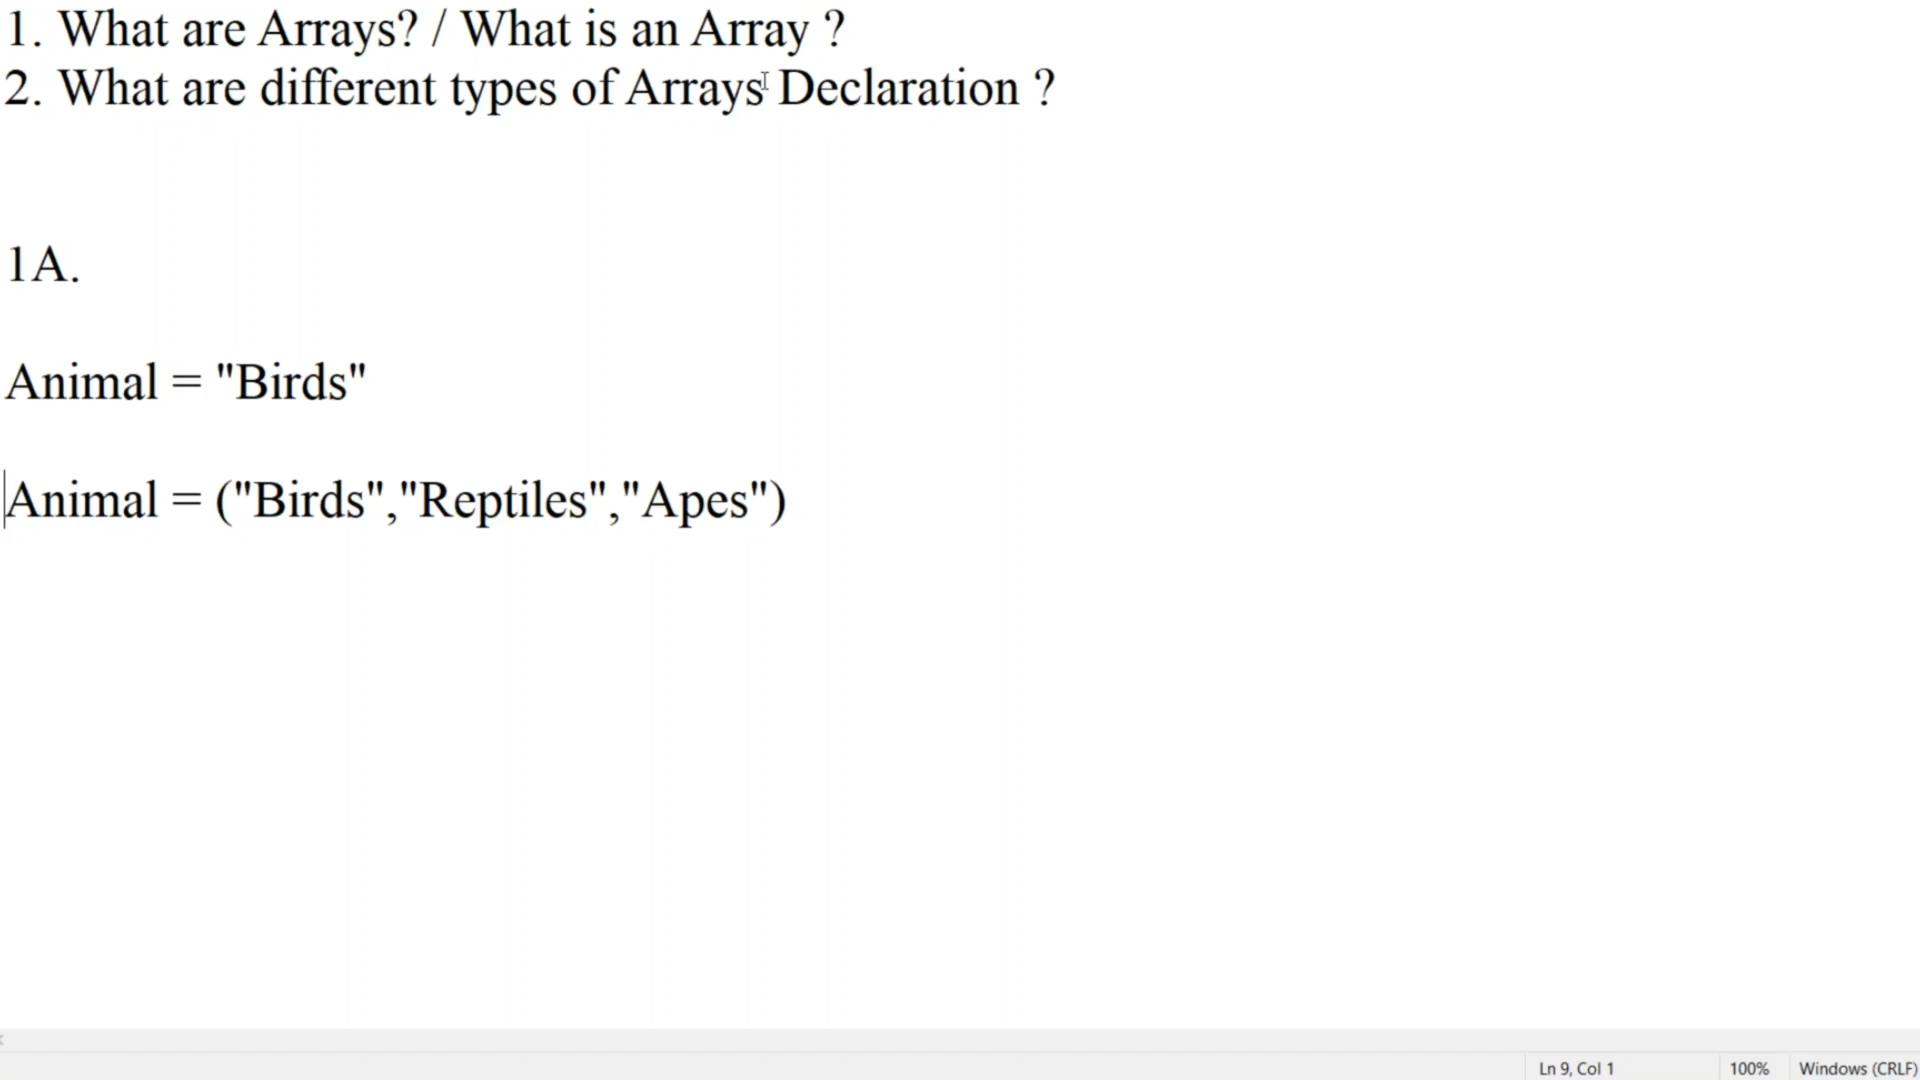 1. What are Arrays? / What is an Array ?
2. What are different types of Arrays Declaration ?
1A.
Animal = "Birds"
Animal = ("Birds","Reptiles","Apes")
Ln 9, Col 1 100% Windows (CRLF)